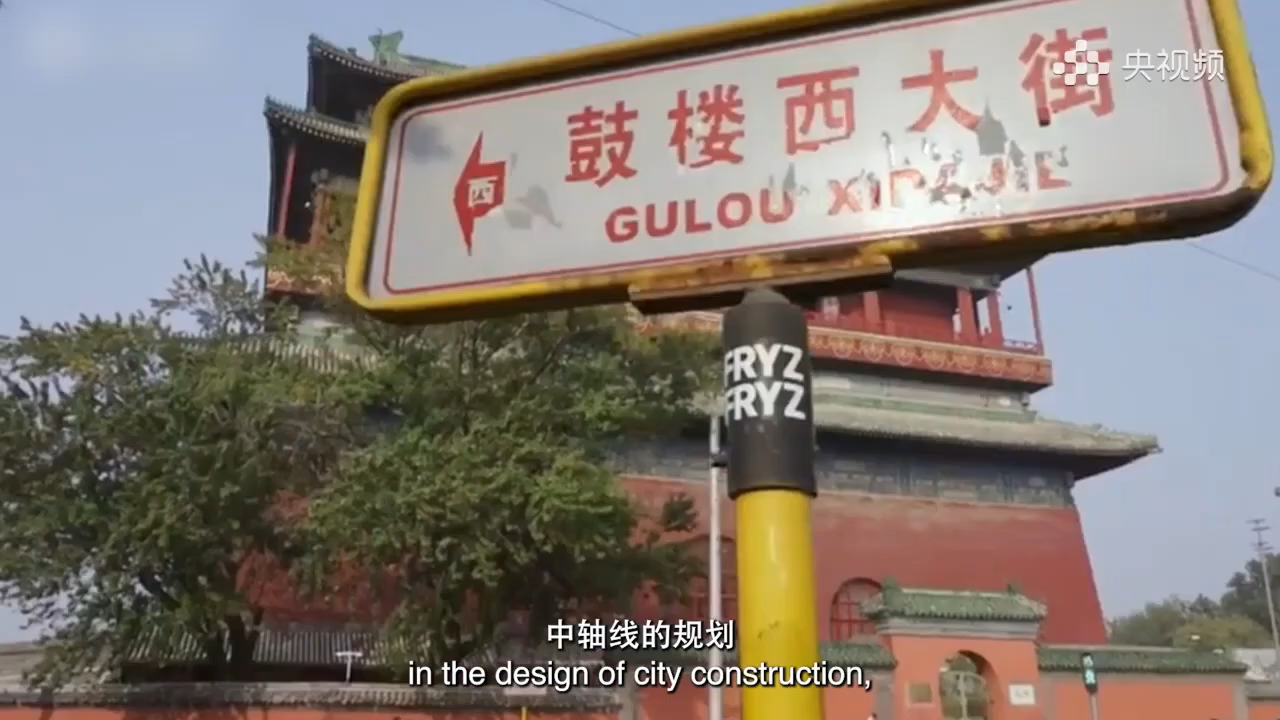 央视频
鼓楼西大街
西
GULOU
FRYZ
FRYZ
中轴线的规划
in the design of city construction,